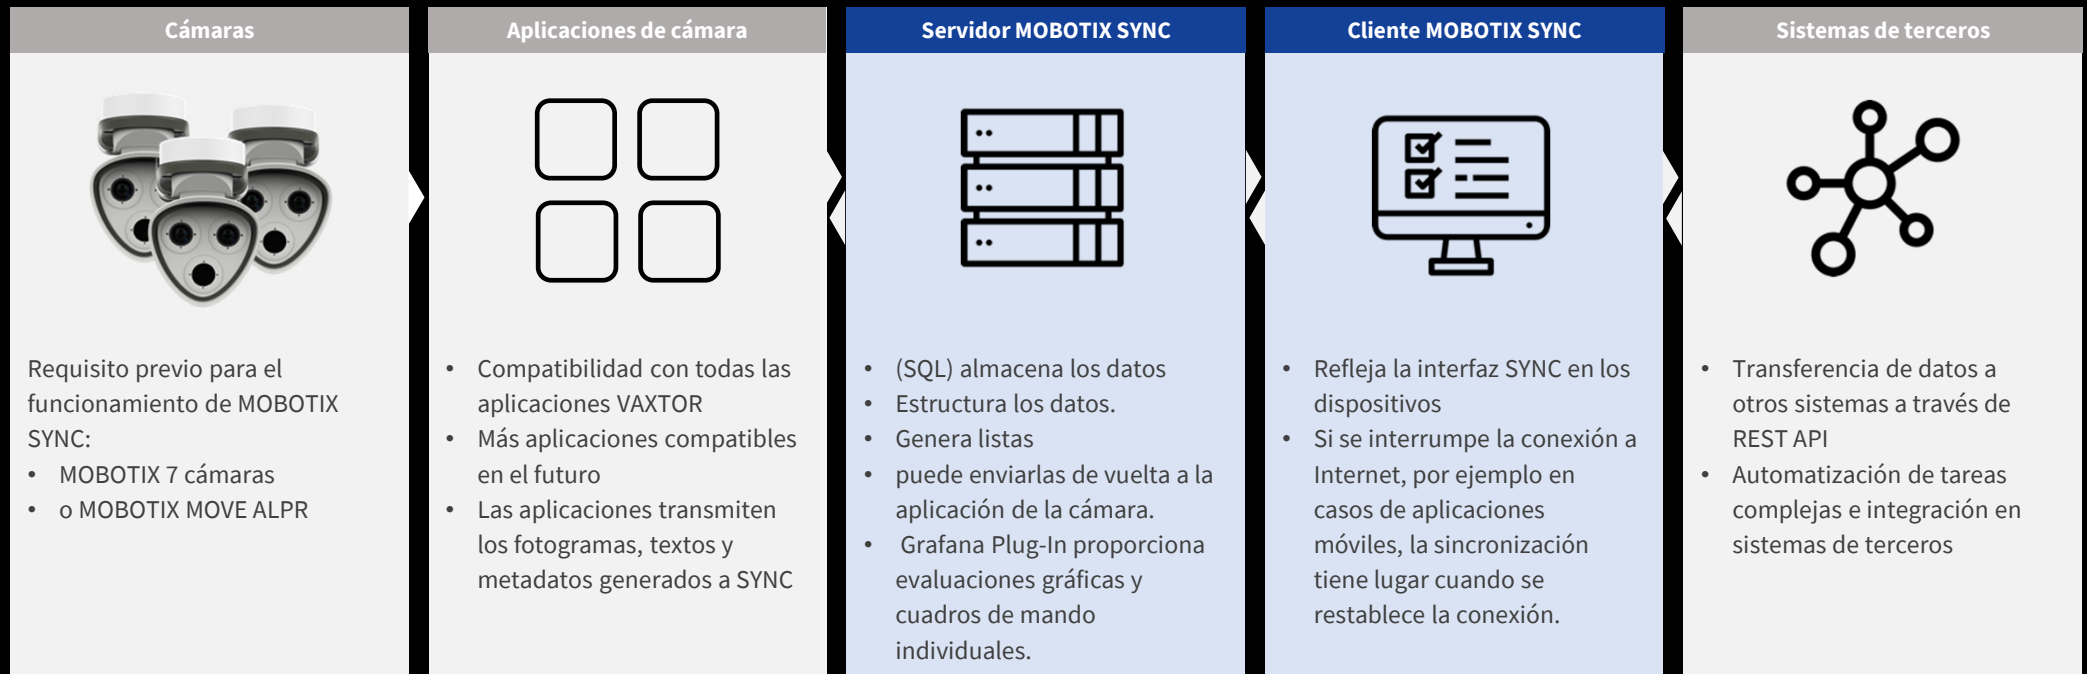 Cámaras
Requisito previo para el
funcionamiento de MOBOTIX
SYNC:
• MOBOTIX 7 cámaras
• o MOBOTIX MOVE ALPR
Aplicaciones de cámara
• Compatibilidad con todas las
aplicaciones VAXTOR
• Más aplicaciones compatibles
en el futuro
• Las aplicaciones transmiten
los fotogramas, textos y
metadatos generados a SYNC
Servidor MOBOTIX SYNC
• (SQL) almacena los datos
• Estructura los datos.
• Genera listas
• puede enviarlas de vuelta a la
aplicación de la cámara.
• Grafana Plug-In proporciona
evaluaciones gráficas y
cuadros de mando
individuales.
Cliente MOBOTIX SYNC
• Refleja la interfaz SYNC en los
dispositivos
• Si se interrumpe la conexión a
Internet, por ejemplo en
casos de aplicaciones
móviles, la sincronización
tiene lugar cuando se
restablece la conexión.
Sistemas de terceros
• Transferencia de datos a
otros sistemas a través de
REST API
• Automatización de tareas
complejas e integración en
sistemas de terceros